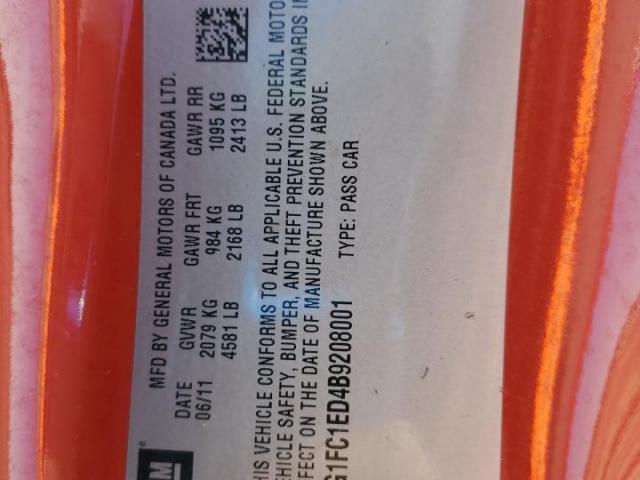 GM®
MFD BY GENERAL MOTORS OF CANADA LTD.
DATE GVWR GAWR FRT GAWR RR
06/11 2079 KG 984 KG 1095 KG
4581 LB 2168 LB 2413 LB
HIS VEHICLE CONFORMS TO ALL APPLICABLE U.S. FEDERAL MOTO
EHICLE SAFETY, BUMPER, AND THEFT PREVENTION STANDARDS IN
FFECT ON THE DATE OF MANUFACTURE SHOWN ABOVE.
G1FC1ED4B9208001 TYPE: PASS CAR